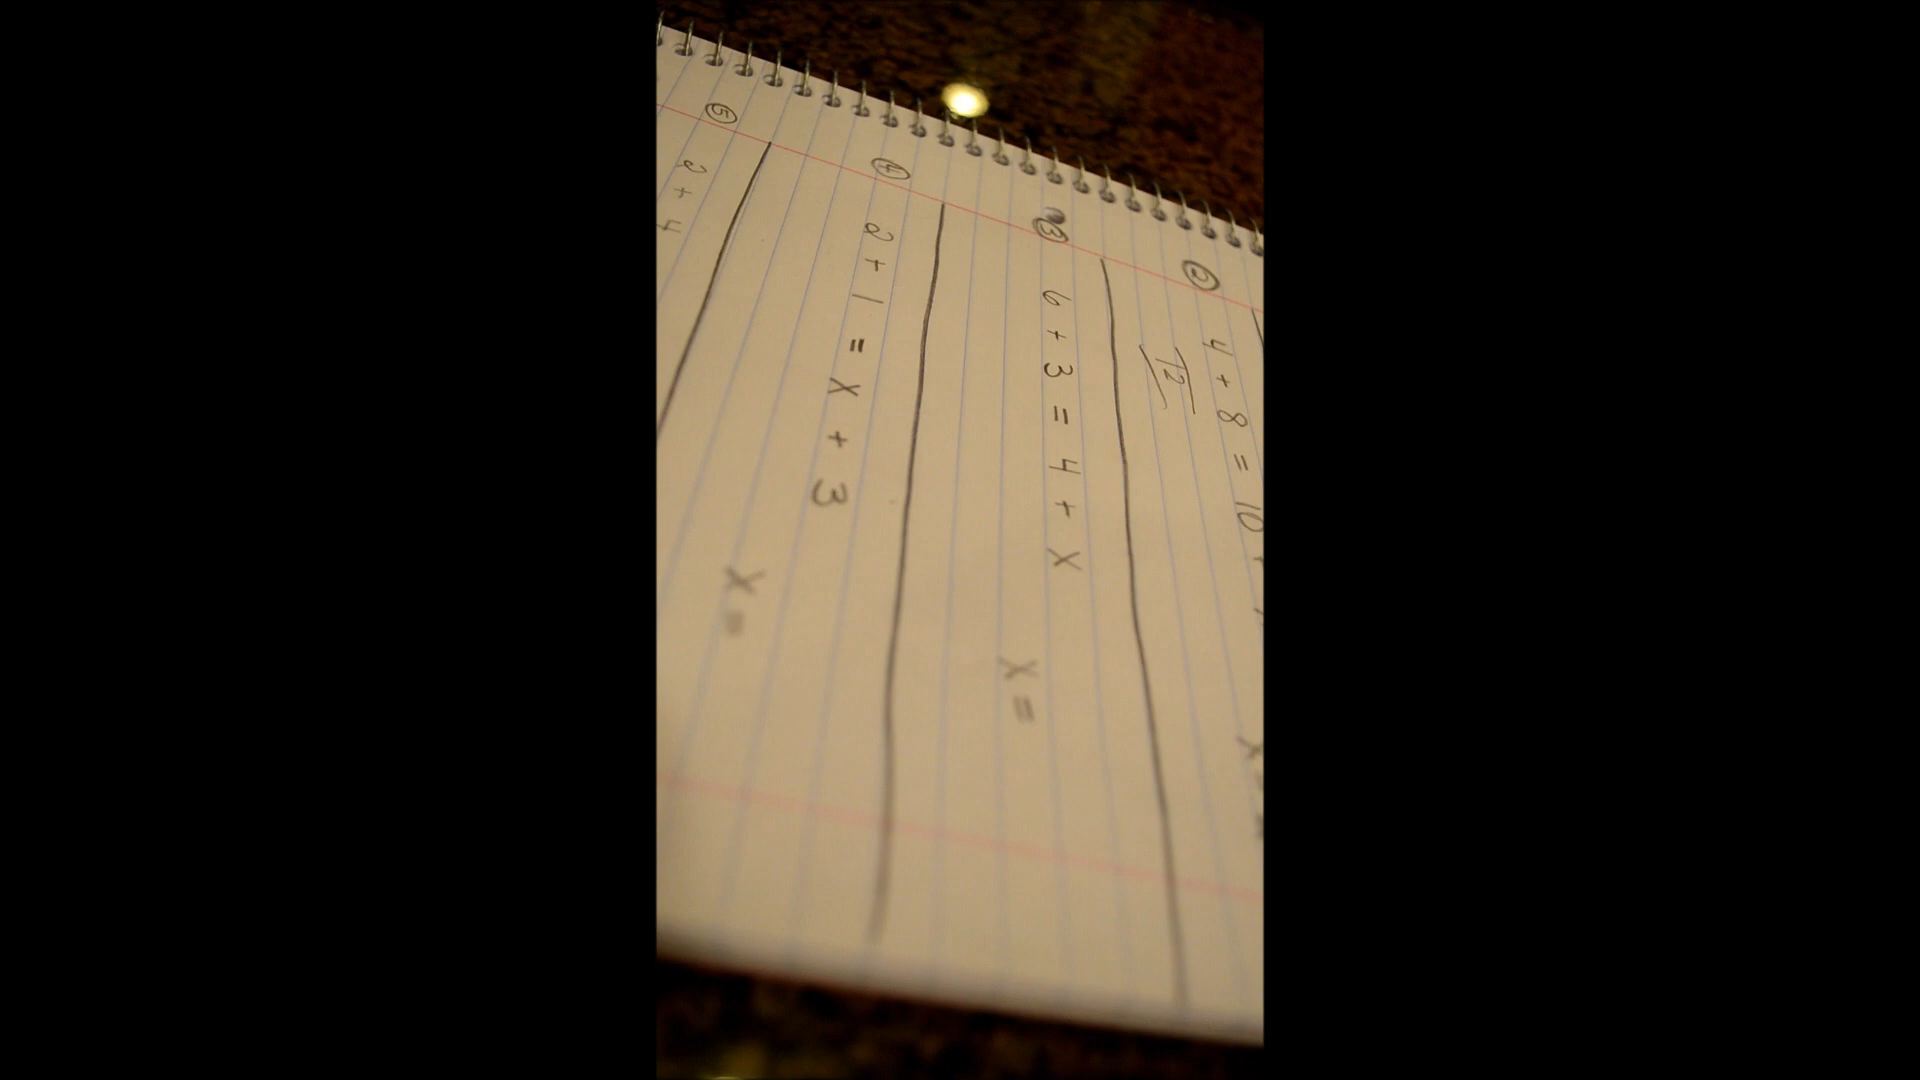 ② 4 + 8 = 10 +
12
③ 6 + 3 = 4 + X
X =
④ 2 + 1 = X + 3
X =
⑤ 2 + 4